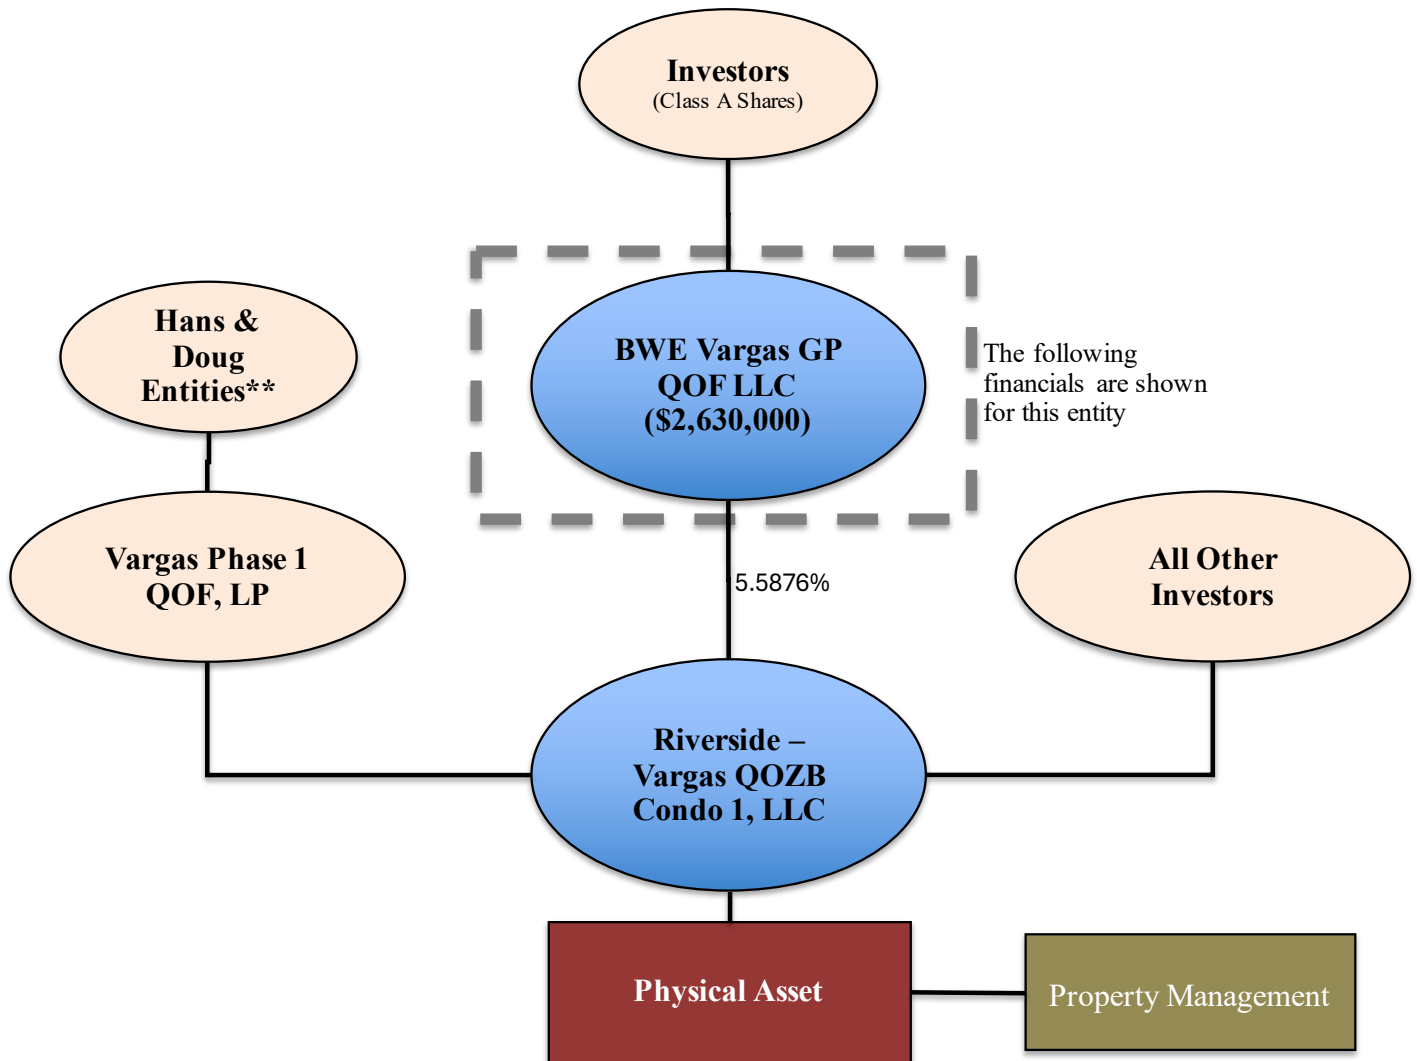 Investors
(Class A Shares)
Hans &
Doug
Entities**
BWE Vargas GP
QOF LLC
($2,630,000)
The following
financials are shown
for this entity
Vargas Phase 1
QOF, LP
5.5876%
All Other
Investors
Riverside –
Vargas QOZB
Condo 1, LLC
Physical Asset
Property Management